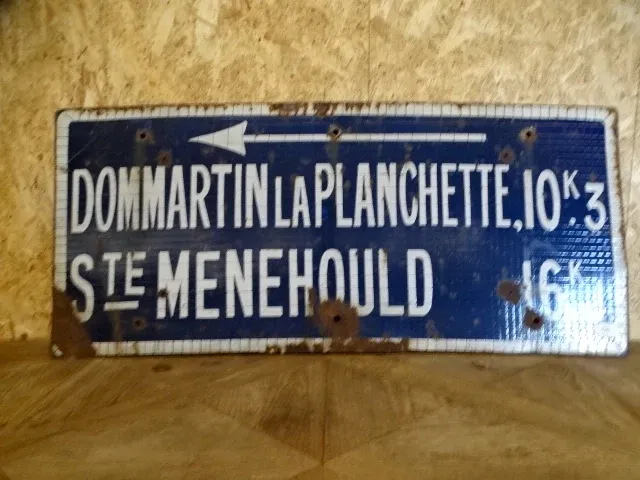 DOMMARTIN LA PLANCHETTE, 10K.3
STE MENEHOULD 16K